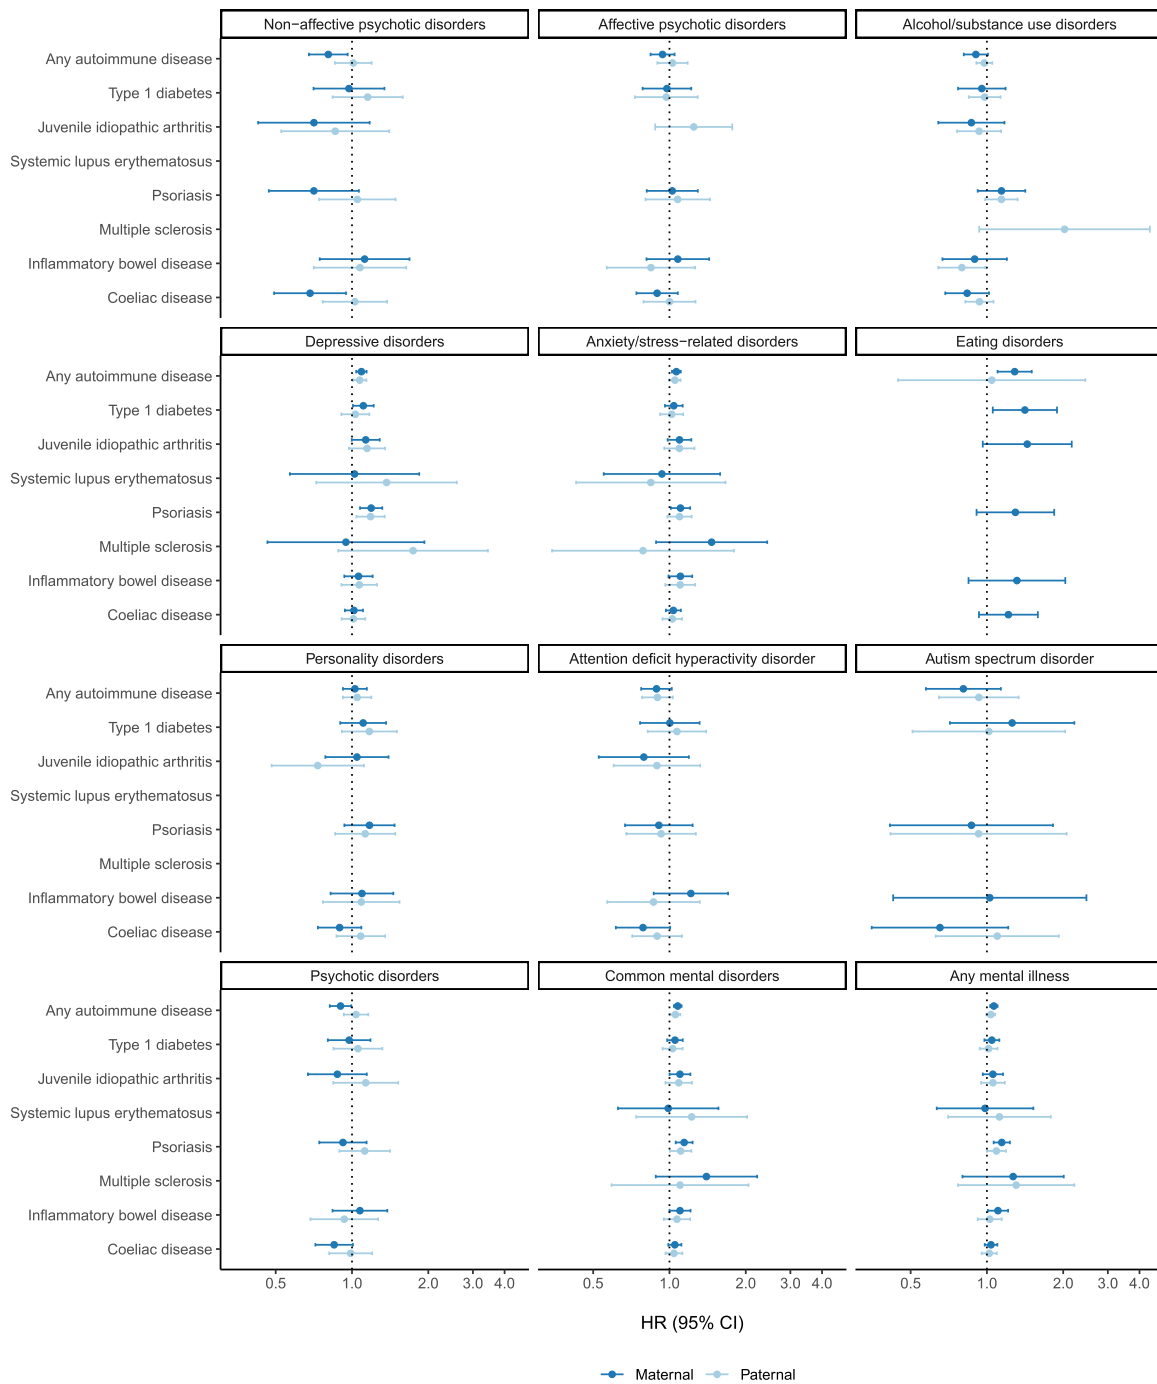 Non−affective psychotic disorders
Affective psychotic disorders
Alcohol/substance use disorders
Any autoimmune disease
Type 1 diabetes
Juvenile idiopathic arthritis
Systemic lupus erythematosus
Psoriasis
Multiple sclerosis
Inflammatory bowel disease
Coeliac disease
Depressive disorders
Anxiety/stress−related disorders
Eating disorders
Any autoimmune disease
Type 1 diabetes
Juvenile idiopathic arthritis
Systemic lupus erythematosus
Psoriasis
Multiple sclerosis
Inflammatory bowel disease
Coeliac disease
Personality disorders
Attention deficit hyperactivity disorder
Autism spectrum disorder
Any autoimmune disease
Type 1 diabetes
Juvenile idiopathic arthritis
Systemic lupus erythematosus
Psoriasis
Multiple sclerosis
Inflammatory bowel disease
Coeliac disease
Psychotic disorders
Common mental disorders
Any mental illness
Any autoimmune disease
Type 1 diabetes
Juvenile idiopathic arthritis
Systemic lupus erythematosus
Psoriasis
Multiple sclerosis
Inflammatory bowel disease
Coeliac disease
0.5 1.0 2.0 3.0 4.0
0.5 1.0 2.0 3.0 4.0
0.5 1.0 2.0 3.0 4.0
HR (95% CI)
Maternal Paternal